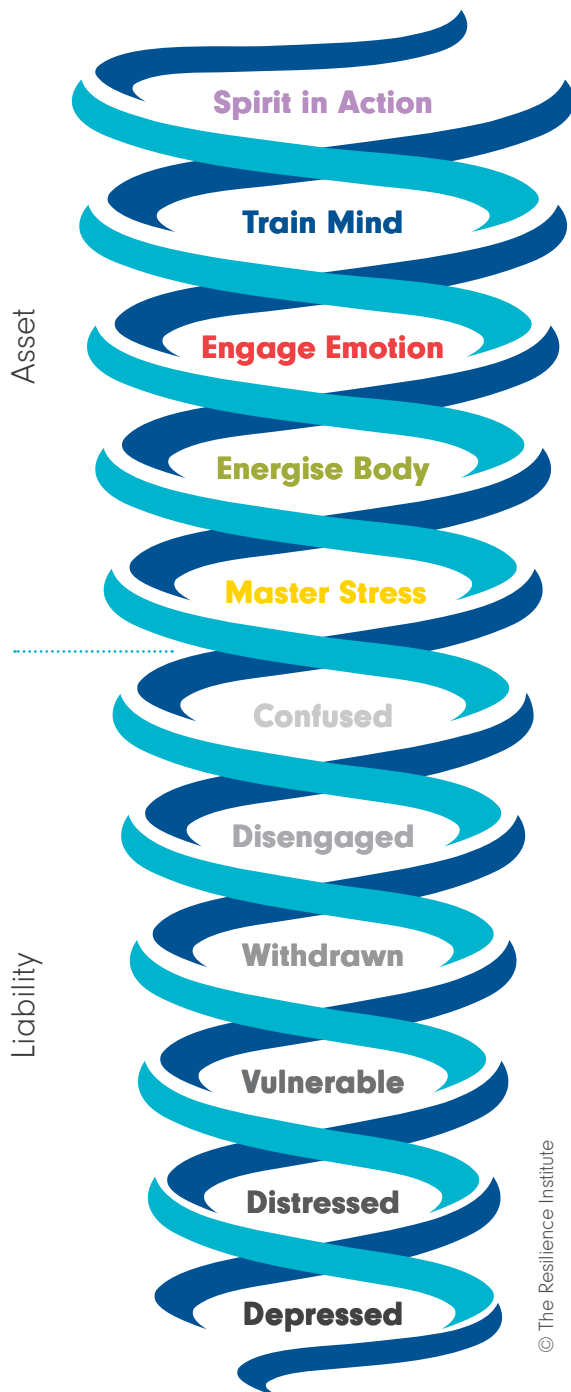 Spirit in Action
Train Mind
Engage Emotion
Energise Body
Master Stress
Confused
Disengaged
Withdrawn
Vulnerable
Distressed
Depressed
Asset
Liability
© The Resilience Institute